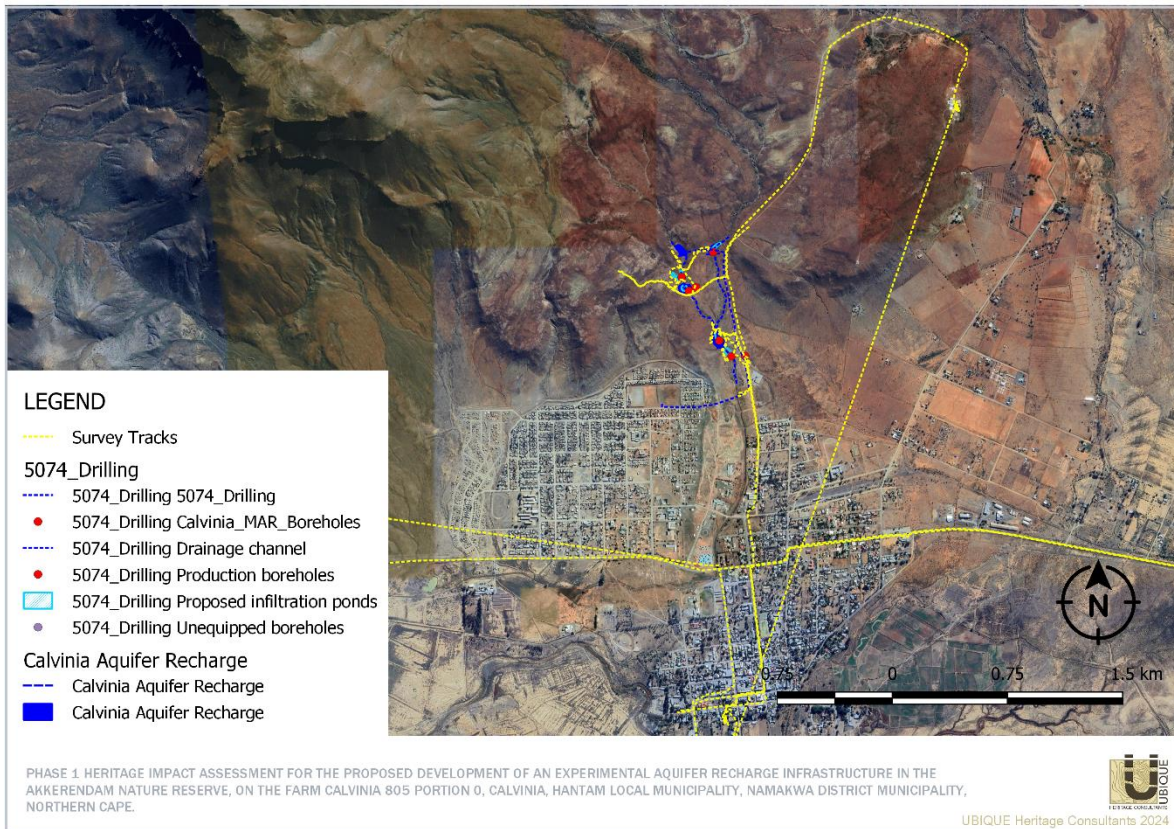 LEGEND
Survey Tracks
5074_Drilling
5074_Drilling 5074_Drilling
5074_Drilling Calvinia_MAR_Boreholes
5074_Drilling Drainage channel
5074_Drilling Production boreholes
5074_Drilling Proposed infiltration ponds
5074_Drilling Unequipped boreholes
Calvinia Aquifer Recharge
Calvinia Aquifer Recharge
Calvinia Aquifer Recharge
N
0.75 0 0.75 1.5 km
PHASE 1 HERITAGE IMPACT ASSESSMENT FOR THE PROPOSED DEVELOPMENT OF AN EXPERIMENTAL AQUIFER RECHARGE INFRASTRUCTURE IN THE
AKKERENDAM NATURE RESERVE, ON THE FARM CALVINIA 805 PORTION 0, CALVINIA, HANTAM LOCAL MUNICIPALITY, NAMAKWA DISTRICT MUNICIPALITY,
NORTHERN CAPE.
UBIQUE
HERITAGE CONSULTANTS
UBIQUE Heritage Consultants 2024